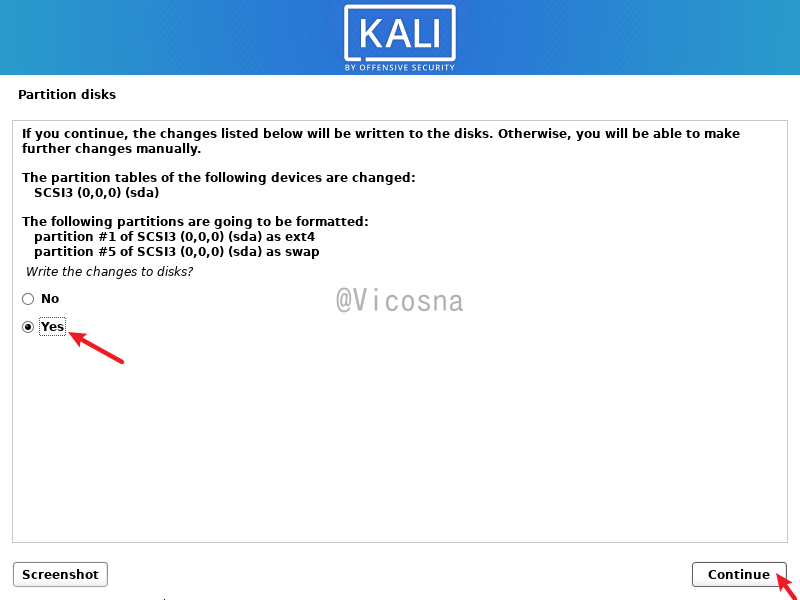 KALI
BY OFFENSIVE SECURITY
Partition disks
If you continue, the changes listed below will be written to the disks. Otherwise, you will be able to make
further changes manually.
The partition tables of the following devices are changed:
SCSI3 (0,0,0) (sda)
The following partitions are going to be formatted:
partition #1 of SCSI3 (0,0,0) (sda) as ext4
partition #5 of SCSI3 (0,0,0) (sda) as swap
Write the changes to disks?
No
@Vicosna
Yes
Screenshot
Continue